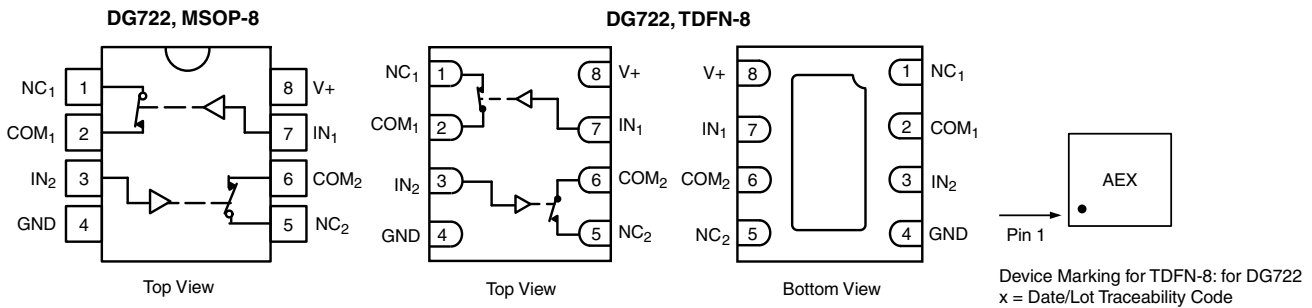 DG722, MSOP-8
NC1
1
8
V+
COM1
2
7
IN1
IN2
3
6
COM2
GND
4
5
NC2
Top View
DG722, TDFN-8
NC1
1
8
V+
COM1
2
7
IN1
IN2
3
6
COM2
GND
4
5
NC2
Top View
V+
8
1
NC1
IN1
7
2
COM1
COM2
6
3
IN2
NC2
5
4
GND
Bottom View
AEX
Pin 1
Device Marking for TDFN-8: for DG722
x = Date/Lot Traceability Code